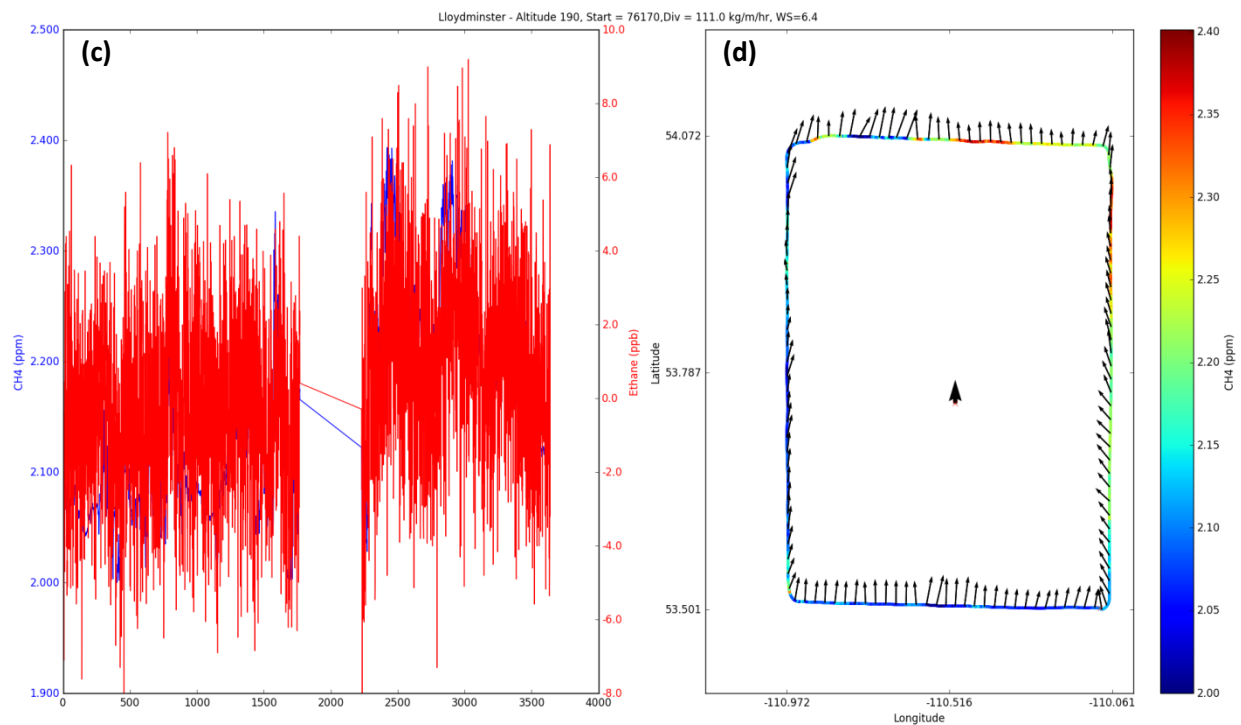 Lloydminster - Altitude 190, Start = 76170,Div = 111.0 kg/m/hr, WS=6.4
(c)
2.500
2.400
2.300
2.200
2.100
2.000
1.900
CH4 (ppm)
10.0
8.0
6.0
4.0
2.0
0.0
-2.0
-4.0
-6.0
-8.0
Ethane (ppb)
0 500 1000 1500 2000 2500 3000 3500 4000
(d)
54.072
53.787
53.501
Latitude
-110.972 -110.516 -110.061
Longitude
2.40
2.35
2.30
2.25
2.20
2.15
2.10
2.05
2.00
CH4 (ppm)